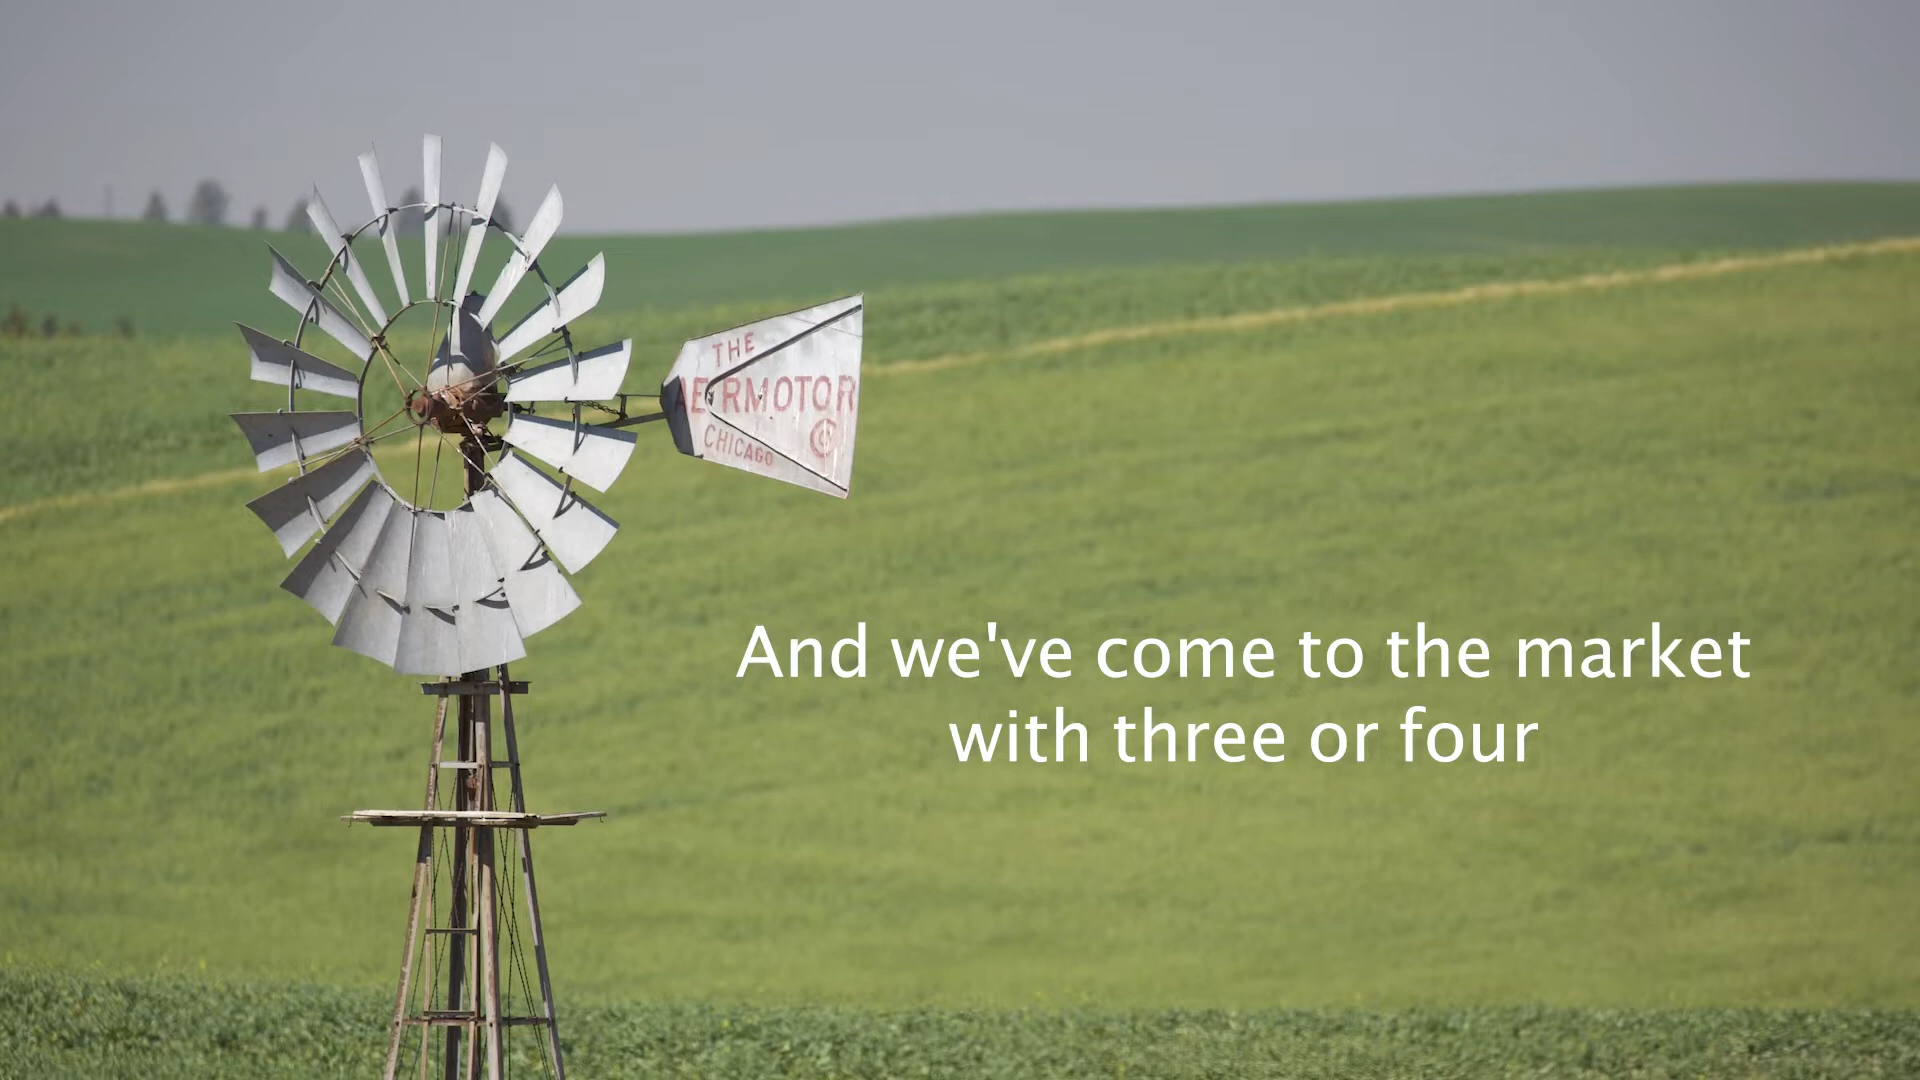 THE
AERMOTOR
CHICAGO
And we've come to the market
with three or four